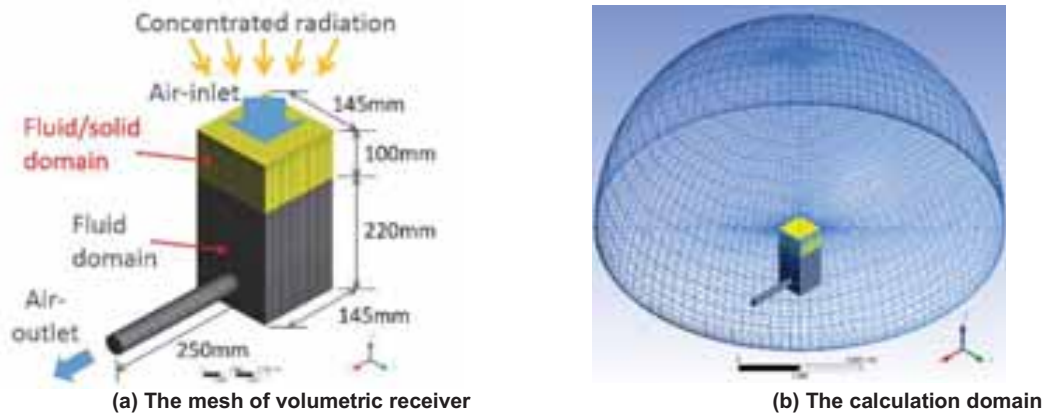 Concentrated radiation
Air-inlet
145mm
Fluid/solid
domain
100mm
Fluid
domain
220mm
Air-
outlet
145mm
250mm
(a) The mesh of volumetric receiver
(b) The calculation domain